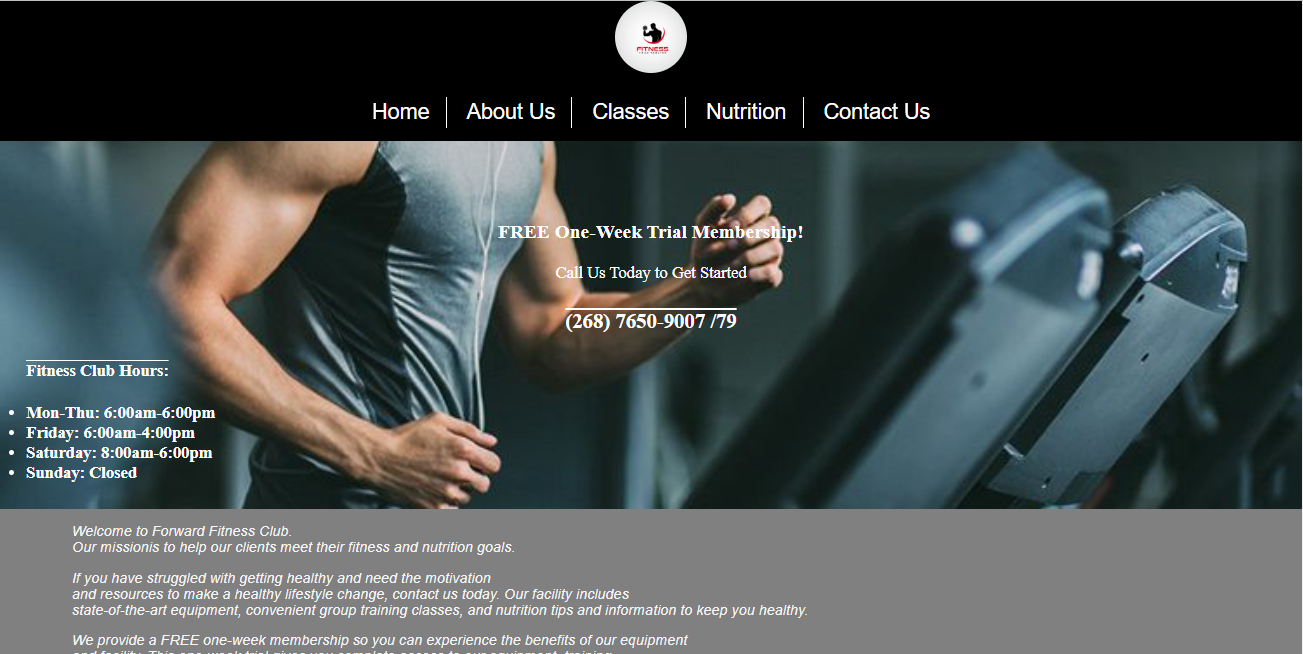 FITNESS
Home
About Us
Classes
Nutrition
Contact Us
FREE One-Week Trial Membership!
Call Us Today to Get Started
(268) 7650-9007 /79
Fitness Club Hours:
Mon-Thu: 6:00am-6:00pm
Friday: 6:00am-4:00pm
Saturday: 8:00am-6:00pm
Sunday: Closed
Welcome to Forward Fitness Club.
Our missionis to help our clients meet their fitness and nutrition goals.
If you have struggled with getting healthy and need the motivation
and resources to make a healthy lifestyle change, contact us today. Our facility includes
state-of-the-art equipment, convenient group training classes, and nutrition tips and information to keep you healthy.
We provide a FREE one-week membership so you can experience the benefits of our equipment